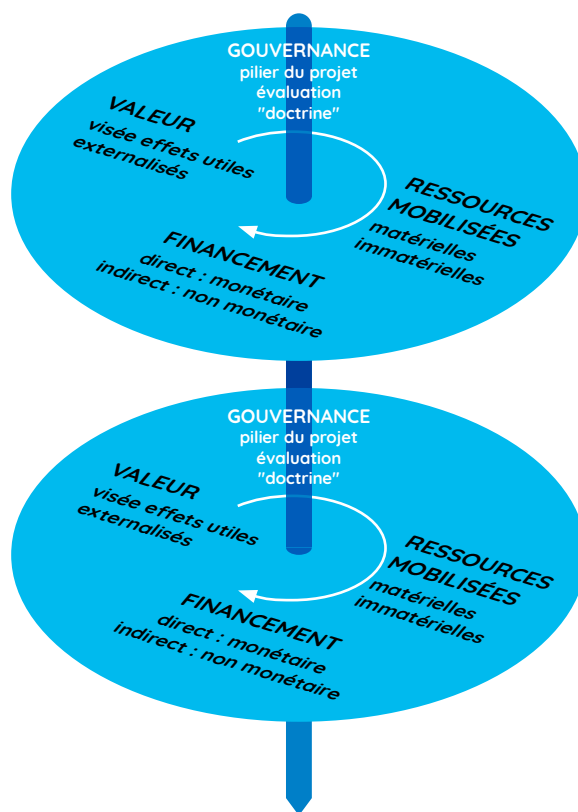 GOUVERNANCE
pilier du projet
évaluation
"doctrine"
VALEUR
visée effets utiles
externalisés
RESSOURCES
MOBILISÉES
matérielles
immatérielles
FINANCEMENT
direct : monétaire
indirect : non monétaire
GOUVERNANCE
pilier du projet
évaluation
"doctrine"
VALEUR
visée effets utiles
externalisés
RESSOURCES
MOBILISÉES
matérielles
immatérielles
FINANCEMENT
direct : monétaire
indirect : non monétaire